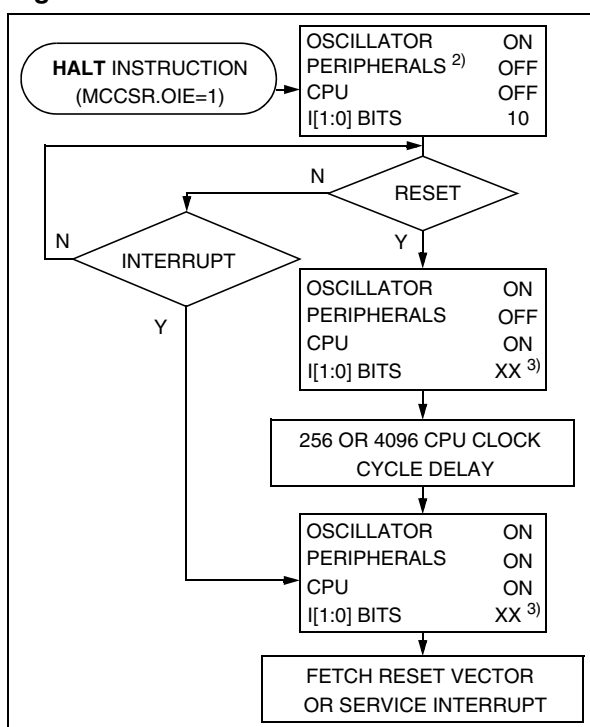 HALT INSTRUCTION
(MCCSR.OIE=1)
OSCILLATOR ON
PERIPHERALS 2) OFF
CPU OFF
I[1:0] BITS 10
N
RESET
Y
N
INTERRUPT
Y
OSCILLATOR ON
PERIPHERALS OFF
CPU ON
I[1:0] BITS XX 3)
256 OR 4096 CPU CLOCK
CYCLE DELAY
OSCILLATOR ON
PERIPHERALS ON
CPU ON
I[1:0] BITS XX 3)
FETCH RESET VECTOR
OR SERVICE INTERRUPT